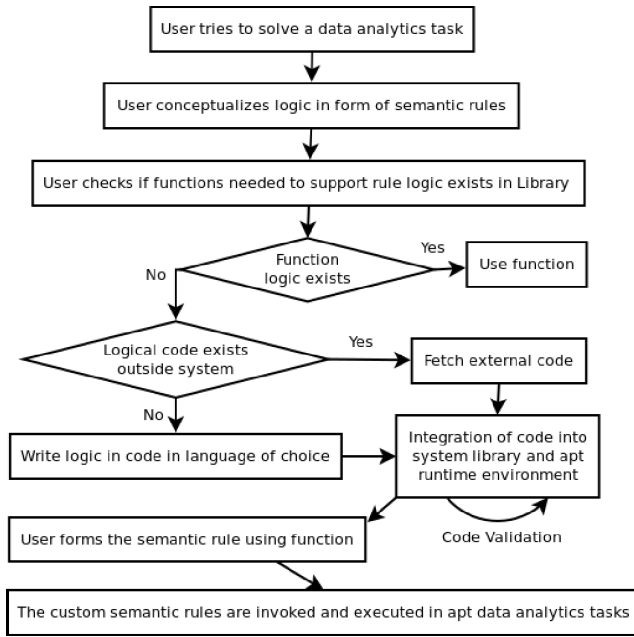 User tries to solve a data analytics task
User conceptualizes logic in form of semantic rules
User checks if functions needed to support rule logic exists in Library
Function
logic exists
Yes
Use function
No
Logical code exists
outside system
Yes
Fetch external code
No
Write logic in code in language of choice
Integration of code into
system library and apt
runtime environment
Code Validation
User forms the semantic rule using function
The custom semantic rules are invoked and executed in apt data analytics tasks